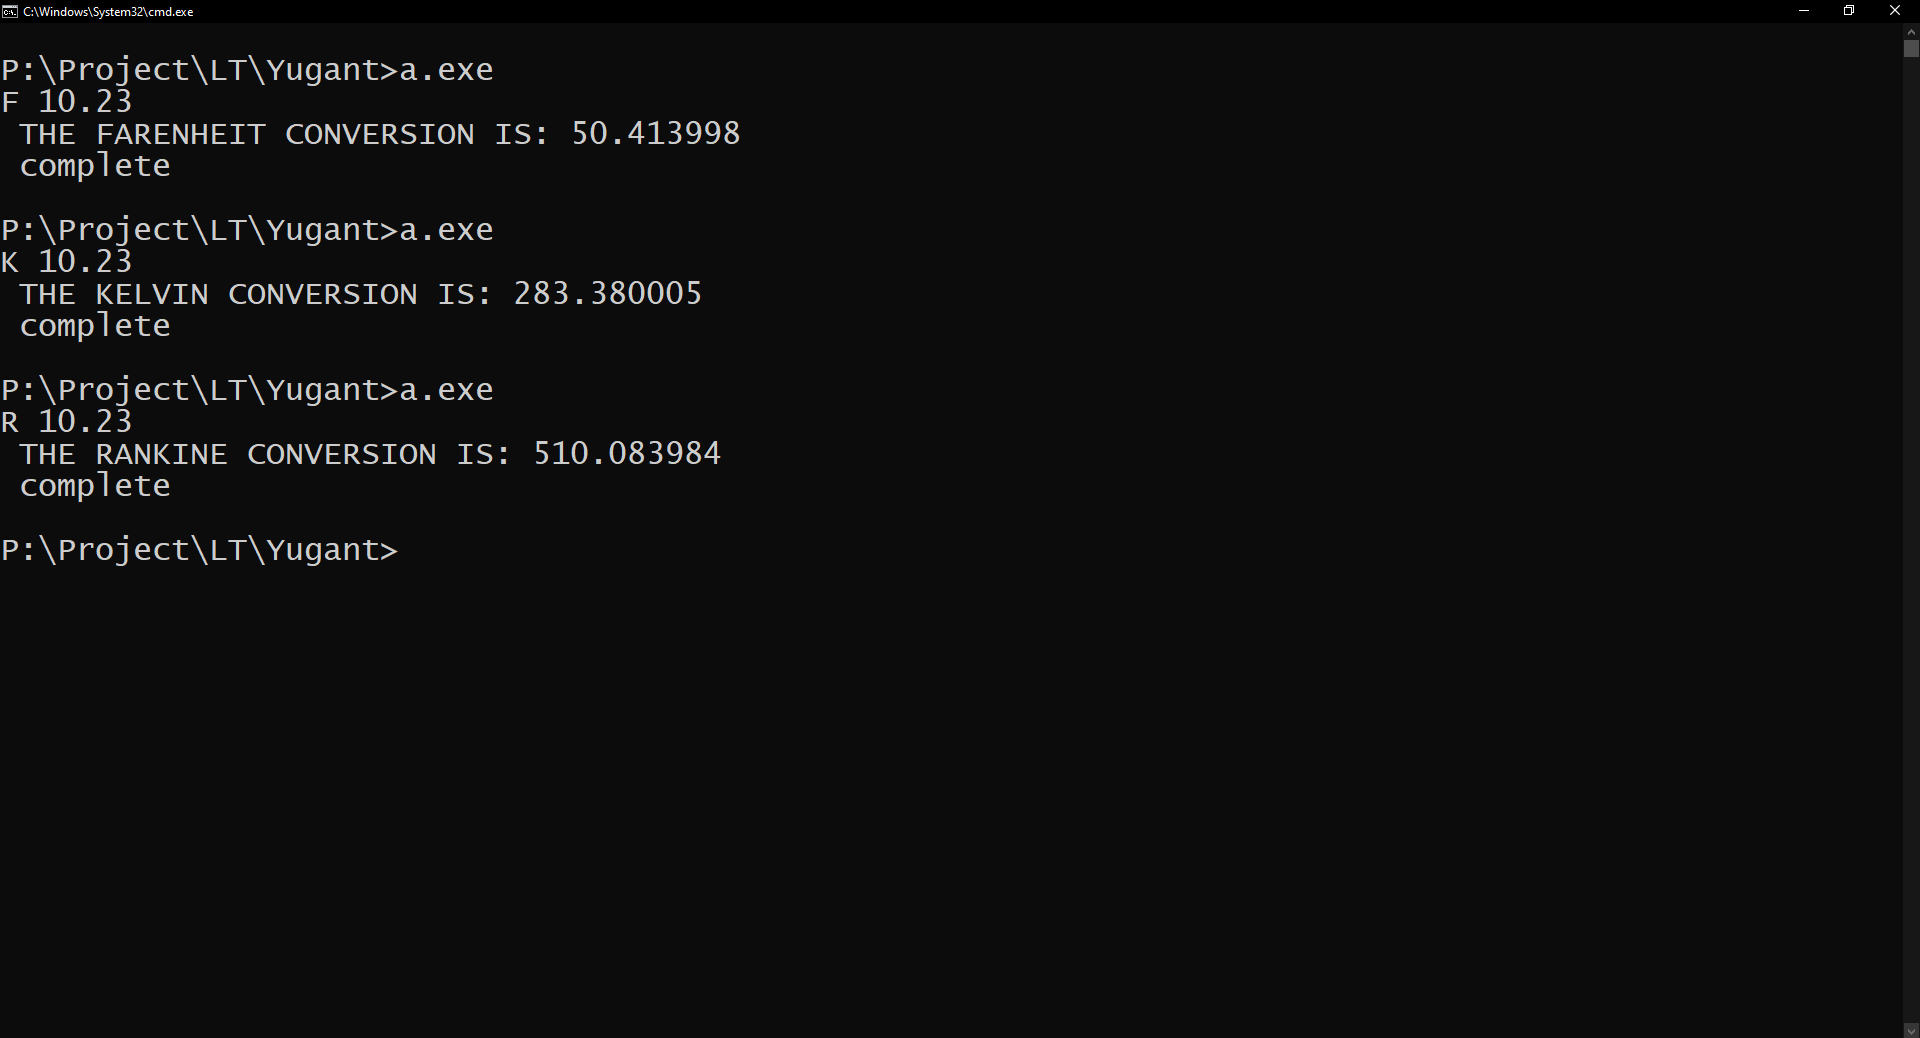 C:\Windows\System32\cmd.exe
P:\Project\LT\Yugant>a.exe
F 10.23
THE FARENHEIT CONVERSION IS: 50.413998
complete
P:\Project\LT\Yugant>a.exe
K 10.23
THE KELVIN CONVERSION IS: 283.380005
complete
P:\Project\LT\Yugant>a.exe
R 10.23
THE RANKINE CONVERSION IS: 510.083984
complete
P:\Project\LT\Yugant>